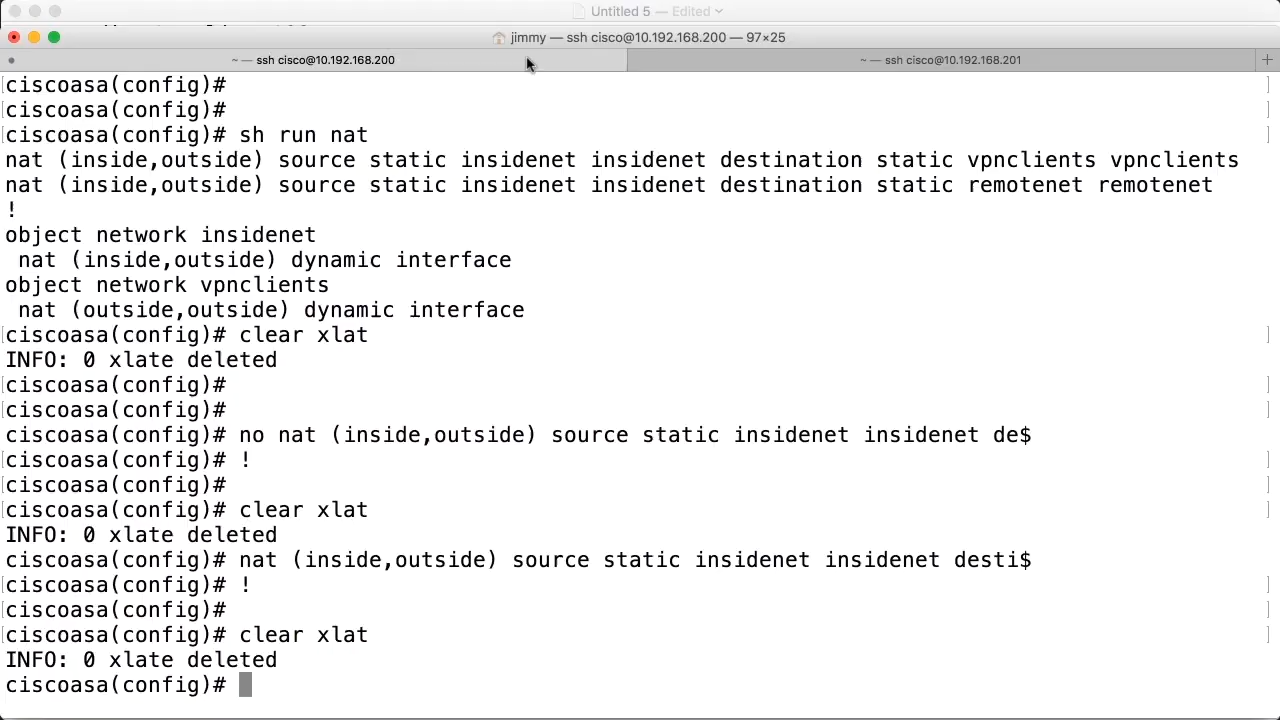 Untitled 5 — Edited
jimmy — ssh cisco@10.192.168.200 — 97×25
~ — ssh cisco@10.192.168.200
~ — ssh cisco@10.192.168.201
ciscoasa(config)#
ciscoasa(config)#
ciscoasa(config)# sh run nat
nat (inside,outside) source static insidenet insidenet destination static vpnclients vpnclients
nat (inside,outside) source static insidenet insidenet destination static remotenet remotenet
!
object network insidenet
 nat (inside,outside) dynamic interface
object network vpnclients
 nat (outside,outside) dynamic interface
ciscoasa(config)# clear xlat
INFO: 0 xlate deleted
ciscoasa(config)#
ciscoasa(config)#
ciscoasa(config)# no nat (inside,outside) source static insidenet insidenet de$
ciscoasa(config)# !
ciscoasa(config)#
ciscoasa(config)# clear xlat
INFO: 0 xlate deleted
ciscoasa(config)# nat (inside,outside) source static insidenet insidenet desti$
ciscoasa(config)# !
ciscoasa(config)#
ciscoasa(config)# clear xlat
INFO: 0 xlate deleted
ciscoasa(config)#